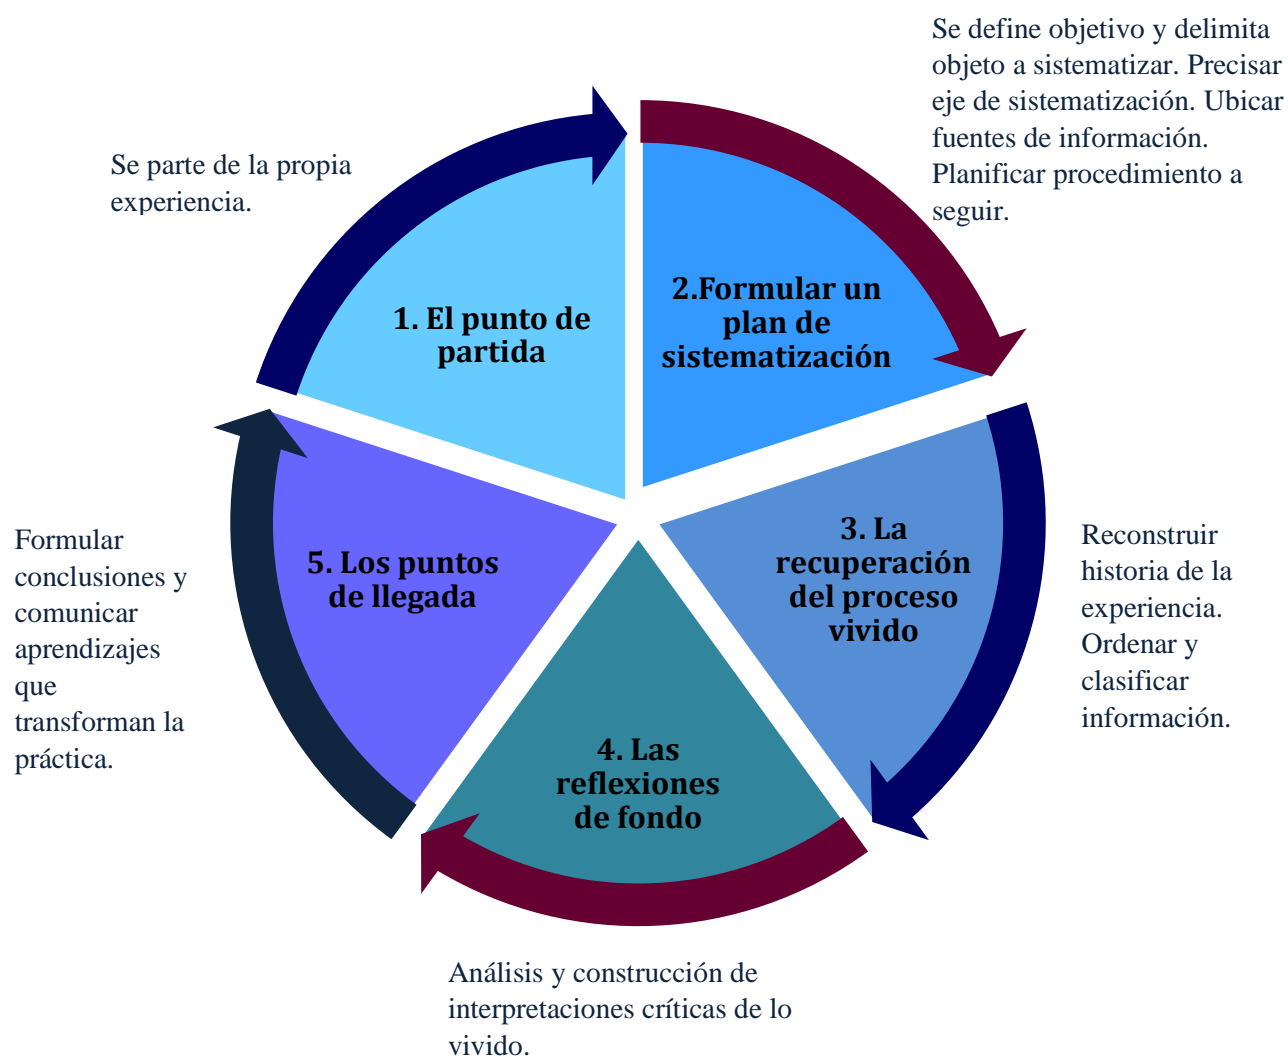 Se parte de la propia
experiencia.
1. El punto de
partida
Se define objetivo y delimita
objeto a sistematizar. Precisar
eje de sistematización. Ubicar
fuentes de información.
Planificar procedimiento a
seguir.
2.Formular un
plan de
sistematización
3. La
recuperación
del proceso
vivido
Reconstruir
historia de la
experiencia.
Ordenar y
clasificar
información.
4. Las
reflexiones
de fondo
Análisis y construcción de
interpretaciones críticas de lo
vivido.
5. Los puntos
de llegada
Formular
conclusiones y
comunicar
aprendizajes
que
transforman la
práctica.